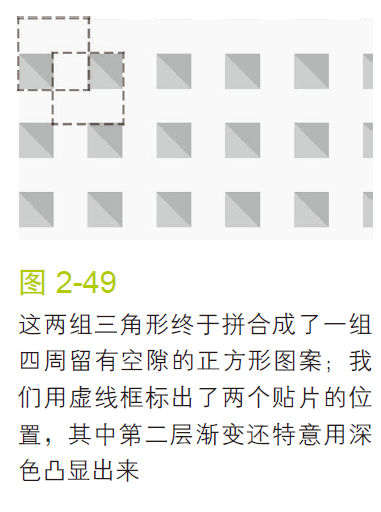 图 2-49
这两组三角形终于拼合成了一组
四周留有空隙的正方形图案；我
们用虚线框标出了两个贴片的位
置，其中第二层渐变还特意用深
色凸显出来